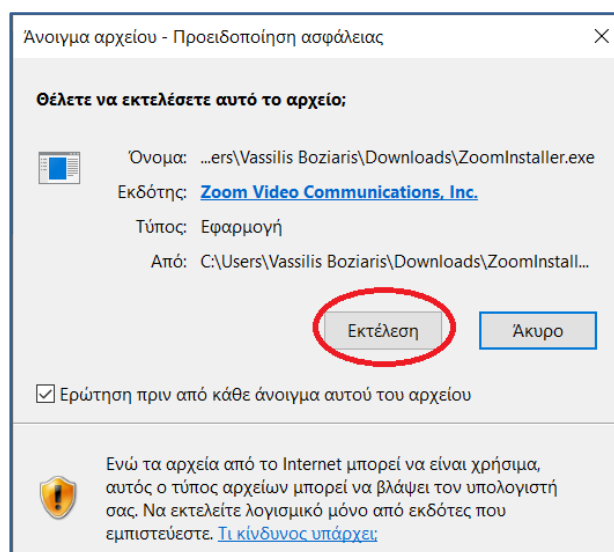 Άνοιγμα αρχείου - Προειδοποίηση ασφάλειας
Θέλετε να εκτελέσετε αυτό το αρχείο;
Όνομα: ...ers\Vassilis Boziaris\Downloads\ZoomInstaller.exe
Εκδότης: Zoom Video Communications, Inc.
Τύπος: Εφαρμογή
Από: C:\Users\Vassilis Boziaris\Downloads\ZoomInstall...
Εκτέλεση Άκυρο
Ερώτηση πριν από κάθε άνοιγμα αυτού του αρχείου
Ενώ τα αρχεία από το Internet μπορεί να είναι χρήσιμα,
αυτός ο τύπος αρχείων μπορεί να βλάψει τον υπολογιστή
σας. Να εκτελείτε λογισμικό μόνο από εκδότες που
εμπιστεύεστε. Τι κίνδυνος υπάρχει;